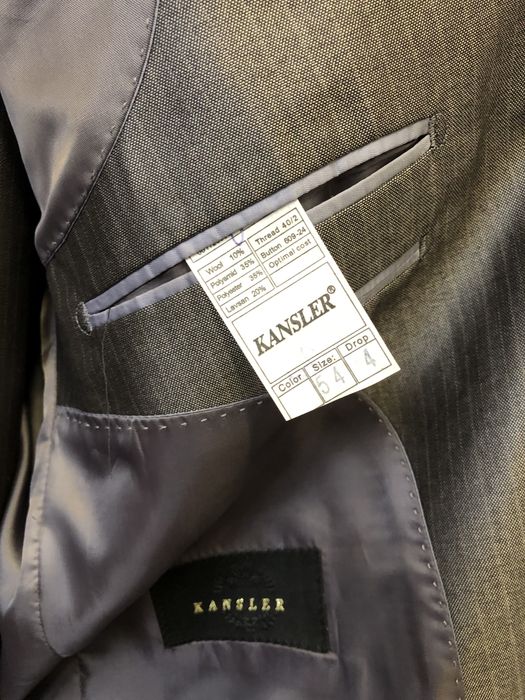 Wool 10%
Polyamid 35%
Polyester 35%
Lavsan 20%
Thread 40/2
Button 609-24
Optimal cost
KANSLER®
Color Size: Drop
54 4
KANSLER